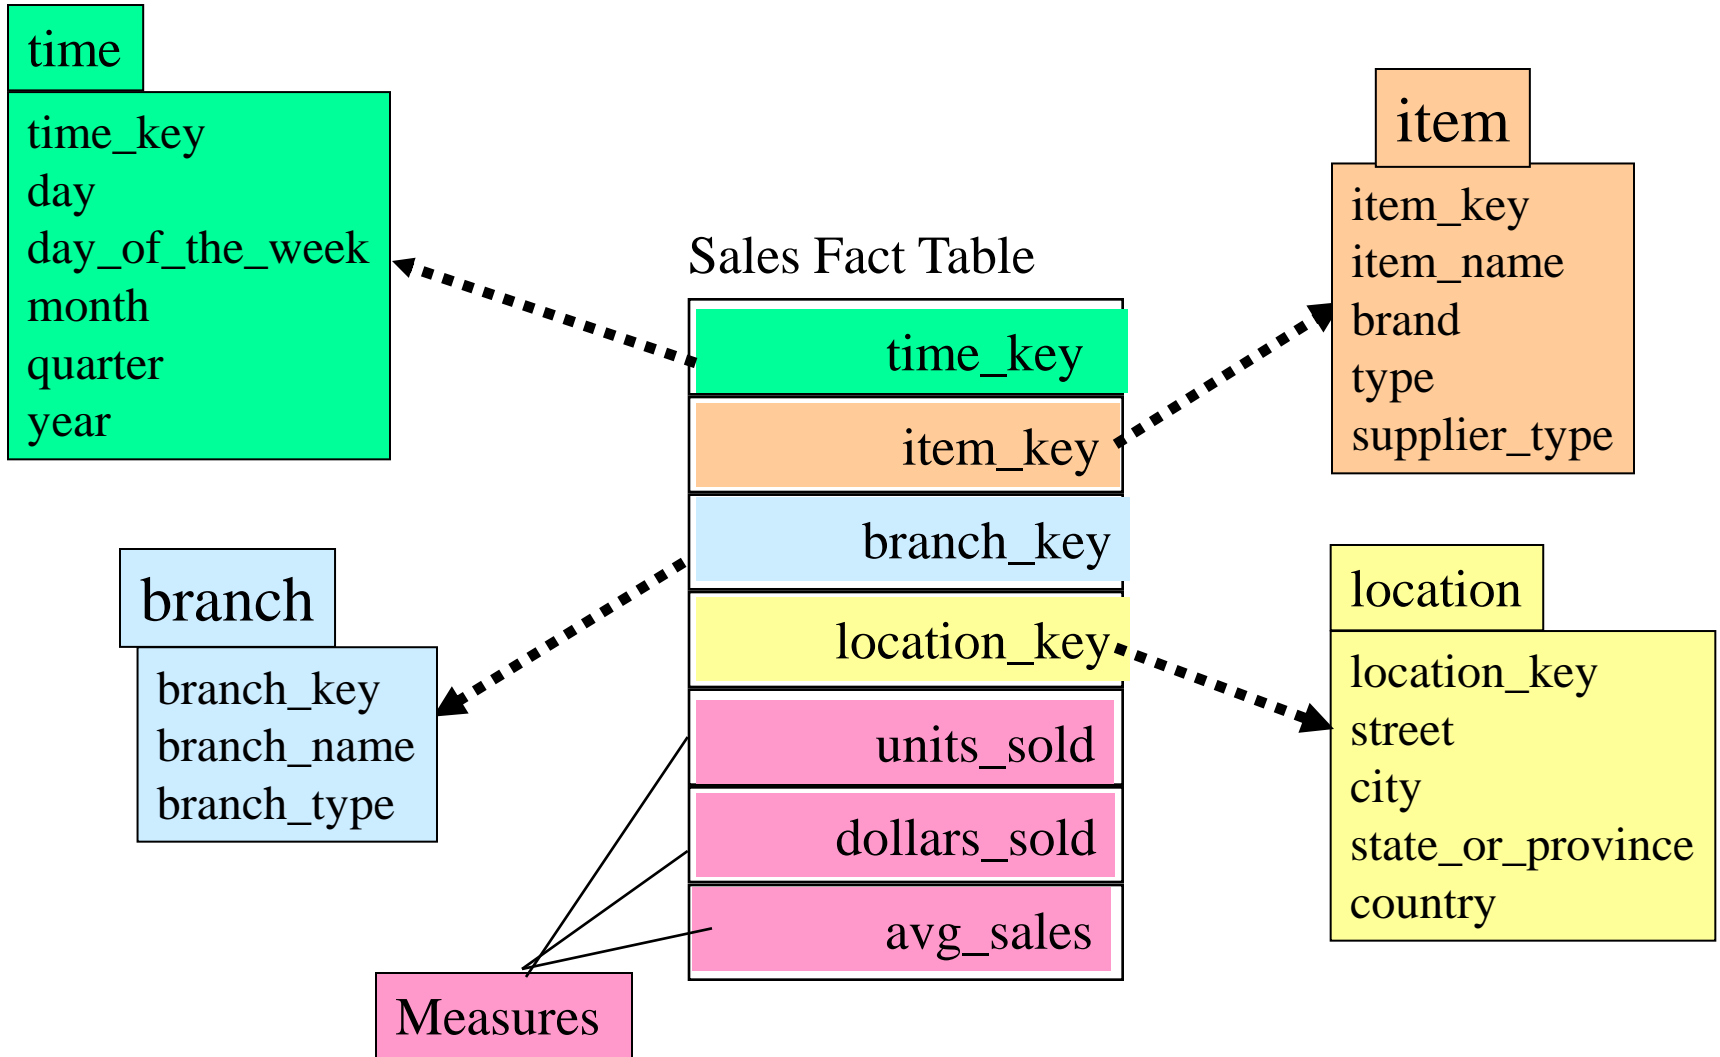 time
time_key
day
day_of_the_week
month
quarter
year
branch
branch_key
branch_name
branch_type
Sales Fact Table
time_key
item_key
branch_key
location_key
units_sold
dollars_sold
avg_sales
Measures
item
item_key
item_name
brand
type
supplier_type
location
location_key
street
city
state_or_province
country